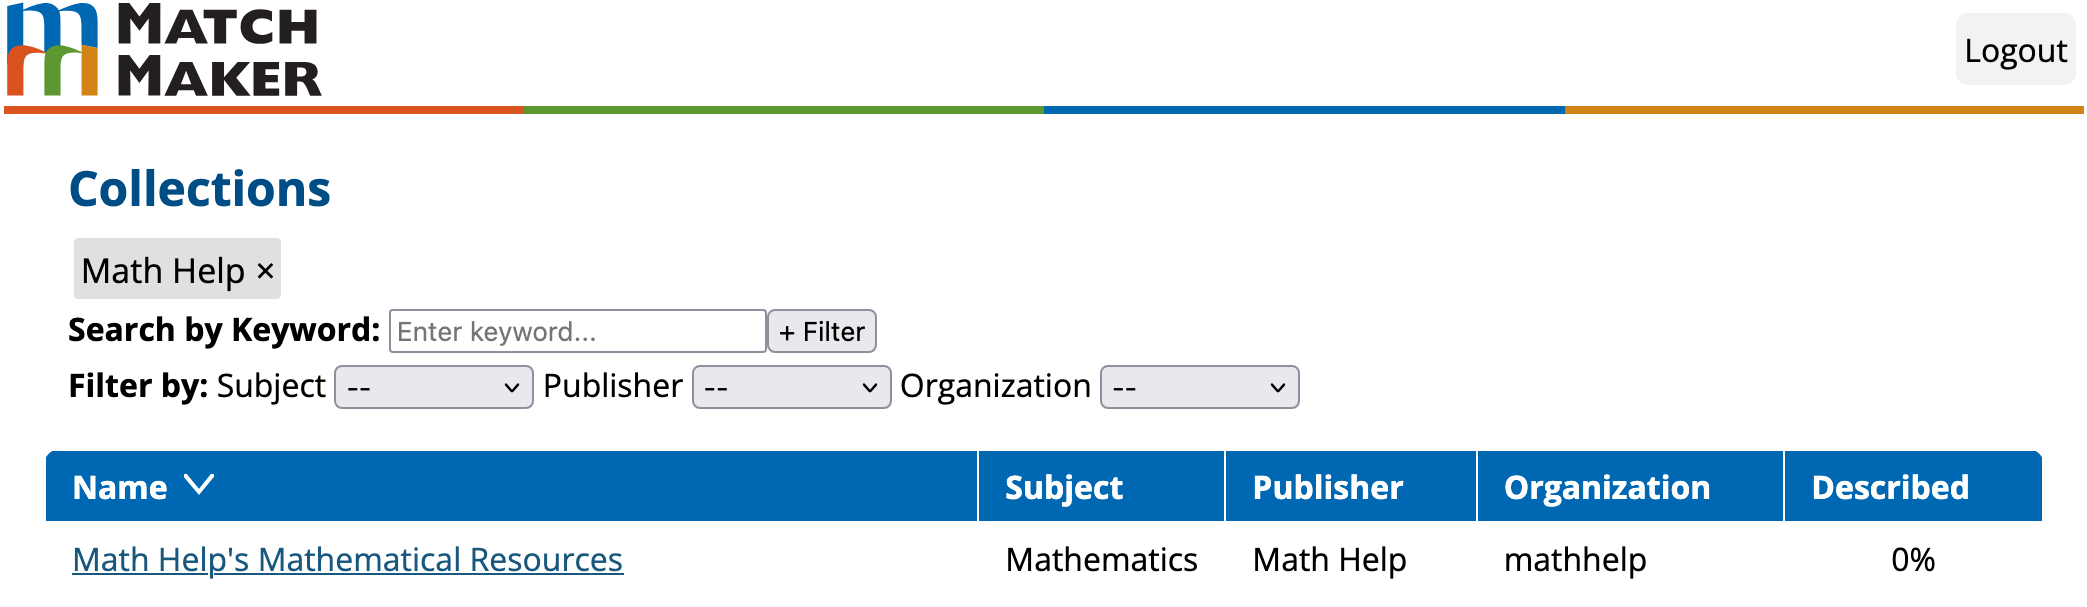 MATCH
MAKER
Logout
Collections
Math Help ×
Search by Keyword: Enter keyword... + Filter
Filter by: Subject -- Publisher -- Organization --
Name Subject Publisher Organization Described
Math Help's Mathematical Resources Mathematics Math Help mathhelp 0%